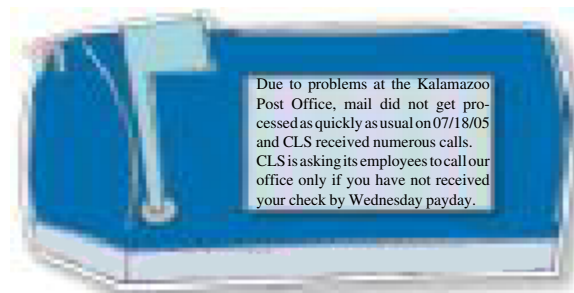 Due to problems at the Kalamazoo
Post Office, mail did not get pro-
cessed as quickly as usual on 07/18/05
and CLS received numerous calls.
CLS is asking its employees to call our
office only if you have not received
your check by Wednesday payday.